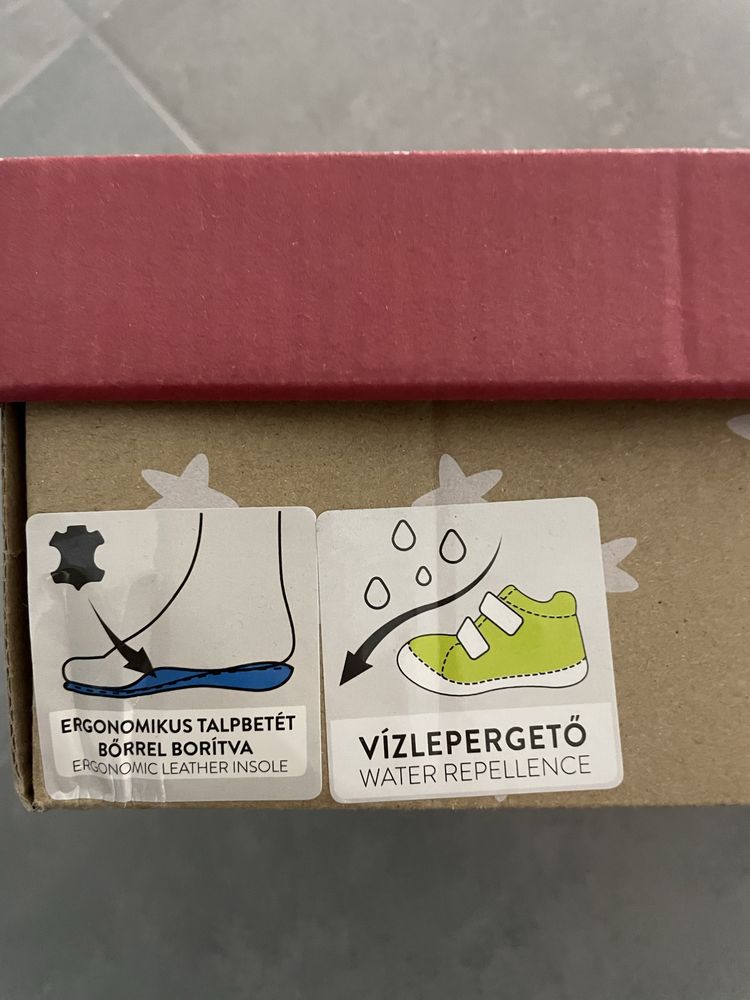 ERGONOMIKUS TALPBETÉT
BŐRREL BORÍTVA
ERGONOMIC LEATHER INSOLE
VÍZLEPERGETŐ
WATER REPELLENCE